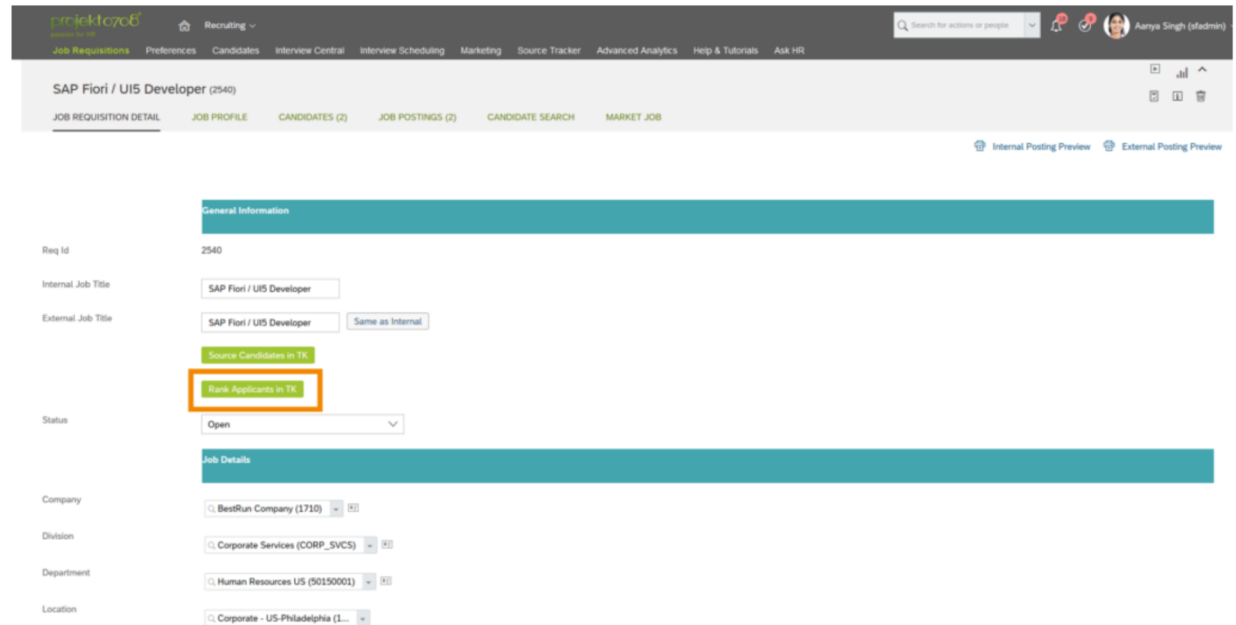 projekt0708
Recruiting
Search for actions or people
Aanya Singh (sfadmin)
Job Requisitions Preferences Candidates Interview Central Interview Scheduling Marketing Source Tracker Advanced Analytics Help & Tutorials Ask HR
SAP Fiori / UI5 Developer (2540)
JOB REQUISITION DETAIL JOB PROFILE CANDIDATES (2) JOB POSTINGS (2) CANDIDATE SEARCH MARKET JOB
Internal Posting Preview External Posting Preview
General Information
Req Id 2540
Internal Job Title SAP Fiori / UI5 Developer
External Job Title SAP Fiori / UI5 Developer Same as Internal
Source Candidates in TK
Rank Applicants in TK
Status Open
Job Details
Company BestRun Company (1710)
Division Corporate Services (CORP_SVCS)
Department Human Resources US (50150001)
Location Corporate - US-Philadelphia (1...